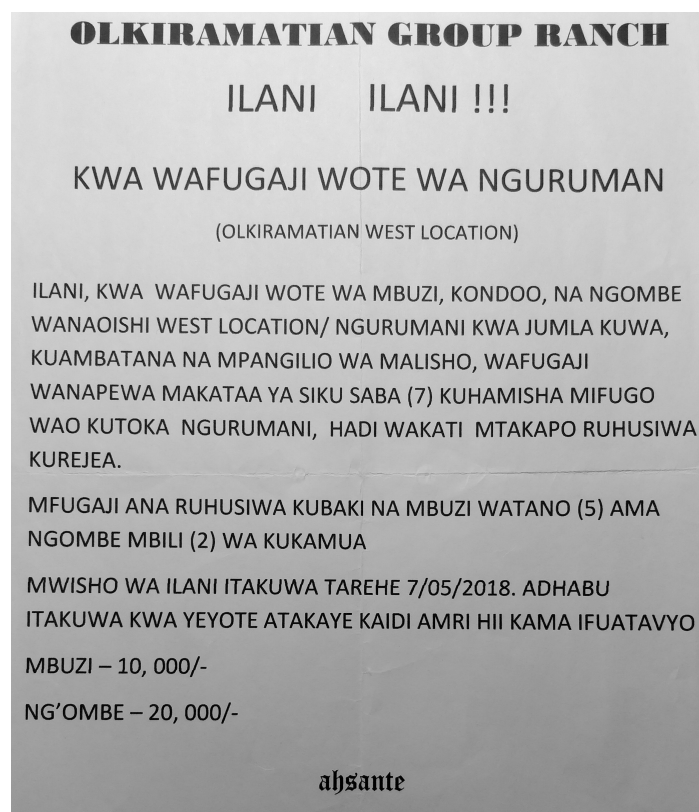 OLKIRAMATIAN GROUP RANCH
ILANI ILANI !!!
KWA WAFUGAJI WOTE WA NGURUMAN
(OLKIRAMATIAN WEST LOCATION)
ILANI, KWA WAFUGAJI WOTE WA MBUZI, KONDOO, NA NGOMBE
WANAOISHI WEST LOCATION/ NGURUMANI KWA JUMLA KUWA,
KUAMBATANA NA MPANGILIO WA MALISHO, WAFUGAJI
WANAPEWA MAKATAA YA SIKU SABA (7) KUHAMISHA MIFUGO
WAO KUTOKA NGURUMANI, HADI WAKATI MTAKAPO RUHUSIWA
KUREJEA.
MFUGAJI ANA RUHUSIWA KUBAKI NA MBUZI WATANO (5) AMA
NGOMBE MBILI (2) WA KUKAMUA
MWISHO WA ILANI ITAKUWA TAREHE 7/05/2018. ADHABU
ITAKUWA KWA YEYOTE ATAKAYE KAIDI AMRI HII KAMA IFUATAVYO
MBUZI – 10, 000/-
NG’OMBE – 20, 000/-
ahsante